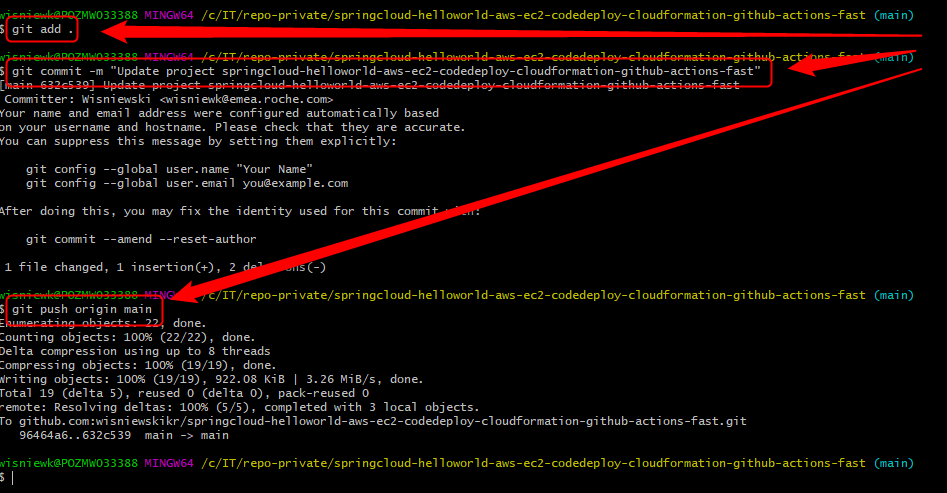 wisniewk@POZMWO33388 MINGW64 /c/IT/repo-private/springcloud-helloworld-aws-ec2-codedeploy-cloudformation-github-actions-fast (main)
$ git add .
wisniewk@POZMWO33388 MINGW64 /c/IT/repo-private/springcloud-helloworld-aws-ec2-codedeploy-cloudformation-github-actions-fast (main)
$ git commit -m "Update project springcloud-helloworld-aws-ec2-codedeploy-cloudformation-github-actions-fast"
[main 632c539] Update project springcloud-helloworld-aws-ec2-codedeploy-cloudformation-github-actions-fast
Committer: Wisniewski <wisniewk@emea.roche.com>
Your name and email address were configured automatically based
on your username and hostname. Please check that they are accurate.
You can suppress this message by setting them explicitly:
git config --global user.name "Your Name"
git config --global user.email you@example.com
After doing this, you may fix the identity used for this commit with:
git commit --amend --reset-author
1 file changed, 1 insertion(+), 2 deletions(-)
wisniewk@POZMWO33388 MINGW64 /c/IT/repo-private/springcloud-helloworld-aws-ec2-codedeploy-cloudformation-github-actions-fast (main)
$ git push origin main
Enumerating objects: 22, done.
Counting objects: 100% (22/22), done.
Delta compression using up to 8 threads
Compressing objects: 100% (19/19), done.
Writing objects: 100% (19/19), 922.08 KiB | 3.26 MiB/s, done.
Total 19 (delta 5), reused 0 (delta 0), pack-reused 0
remote: Resolving deltas: 100% (5/5), completed with 3 local objects.
To github.com:wisniewskikr/springcloud-helloworld-aws-ec2-codedeploy-cloudformation-github-actions-fast.git
96464a6..632c539 main -> main
wisniewk@POZMWO33388 MINGW64 /c/IT/repo-private/springcloud-helloworld-aws-ec2-codedeploy-cloudformation-github-actions-fast (main)
$